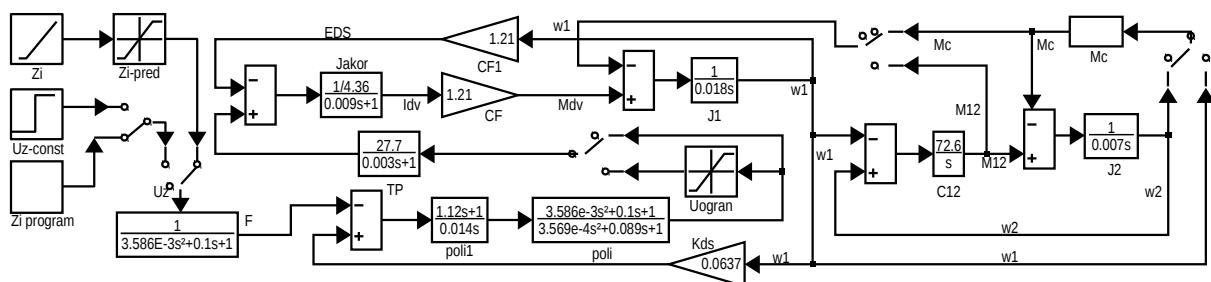 EDS
w1
1.21
CF1
Mc
Mc
Mc
Zi
Zi-pred
Jakor
1/4.36
0.009s+1
Idv
1.21
CF
Mdv
−
+
−
+
1
0.018s
J1
w1
M12
Uz-const
27.7
0.003s+1
TP
Uogran
w1
−
+
72.6
s
C12
M12
−
+
1
0.007s
J2
w2
Zi program
Uz
1
3.586E-3s²+0.1s+1
F
−
+
1.12s+1
0.014s
poli1
3.586e-3s²+0.1s+1
3.569e-4s²+0.089s+1
poli
Kds
0.0637
w1
w2
w1